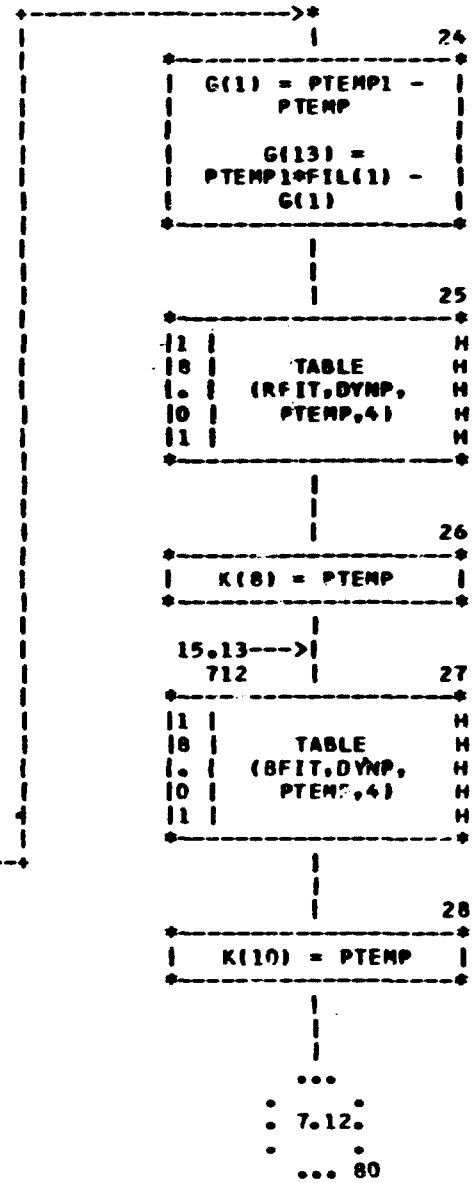 24
G(1) = PTEMP1 -
PTEMP
G(13) =
PTEMP1*FIL(1) -
G(1)
25
1 H
8 TABLE H
. (RFIT,DYNP, H
0 PTEMP,4) H
1 H
26
K(8) = PTEMP
15.13--->
712 27
1 H
8 TABLE H
. (BFIT,DYNP, H
0 PTEMP,4) H
1 H
28
K(10) = PTEMP
7.12
80